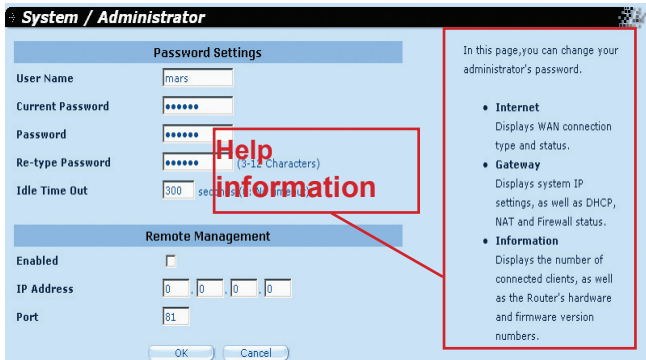 System / Administrator
Password Settings
User Name mars
Current Password ••••••
Password ••••••
Re-type Password •••••• (3-12 Characters)
Idle Time Out 300 seconds
Help
information
Remote Management
Enabled
IP Address 0 . 0 . 0 . 0
Port 81
OK Cancel
In this page,you can change your
administrator's password.
• Internet
Displays WAN connection
type and status.
• Gateway
Displays system IP
settings, as well as DHCP,
NAT and Firewall status.
• Information
Displays the number of
connected clients, as well
as the Router's hardware
and firmware version
numbers.